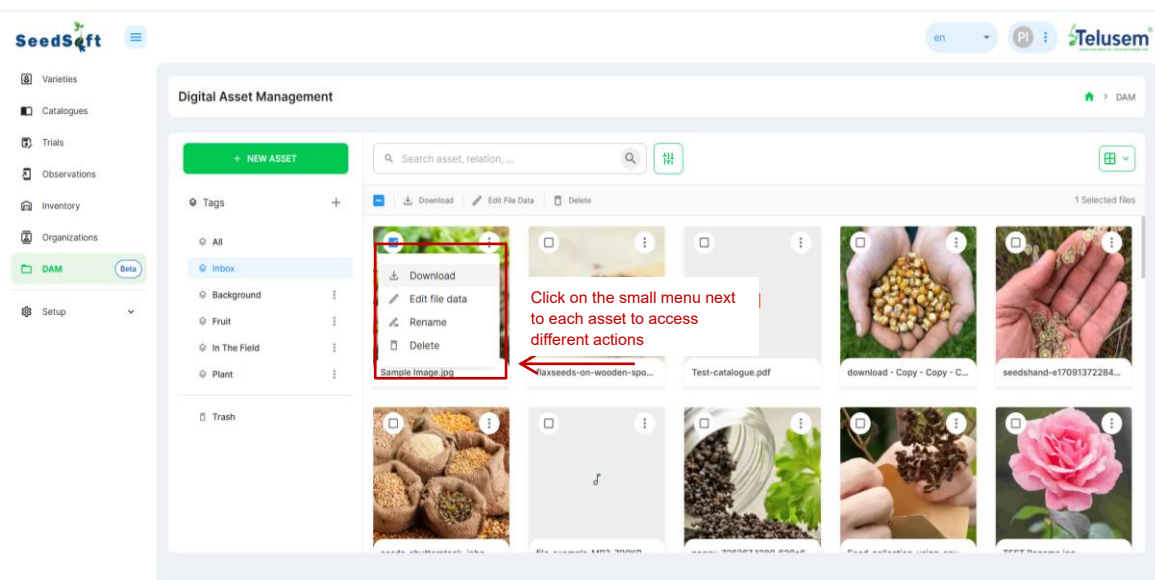 SeedSoft
en
PI
Telusem
Varieties
Catalogues
Trials
Observations
Inventory
Organizations
DAM Beta
Setup
Digital Asset Management
> DAM
+ NEW ASSET
Search asset, relation, ...
Tags +
Download Edit File Data Delete
1 Selected files
All
Inbox
Background
Fruit
In The Field
Plant
Trash
Download
Edit file data
Rename
Delete
Click on the small menu next
to each asset to access
different actions
Sample Image.jpg
flaxseeds-on-wooden-spo...
Test-catalogue.pdf
download - Copy - Copy - C...
seedshand-e17091372284...